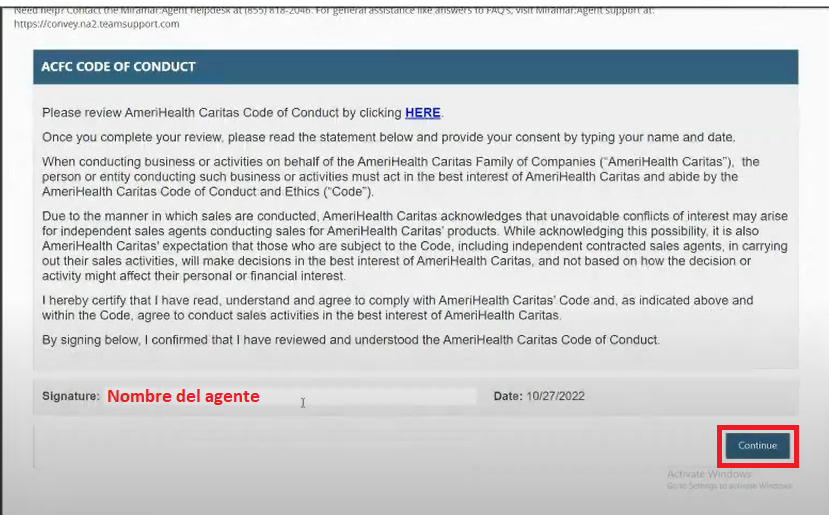 Need help? Contact the Miramar:Agent helpdesk at (855) 818-2046. For general assistance like answers to FAQ's, visit Miramar:Agent support at:
https://convey.na2.teamsupport.com
ACFC CODE OF CONDUCT
Please review AmeriHealth Caritas Code of Conduct by clicking HERE.
Once you complete your review, please read the statement below and provide your consent by typing your name and date.
When conducting business or activities on behalf of the AmeriHealth Caritas Family of Companies (“AmeriHealth Caritas”), the
person or entity conducting such business or activities must act in the best interest of AmeriHealth Caritas and abide by the
AmeriHealth Caritas Code of Conduct and Ethics (“Code”).
Due to the manner in which sales are conducted, AmeriHealth Caritas acknowledges that unavoidable conflicts of interest may arise
for independent sales agents conducting sales for AmeriHealth Caritas’ products. While acknowledging this possibility, it is also
AmeriHealth Caritas' expectation that those who are subject to the Code, including independent contracted sales agents, in carrying
out their sales activities, will make decisions in the best interest of AmeriHealth Caritas, and not based on how the decision or
activity might affect their personal or financial interest.
I hereby certify that I have read, understand and agree to comply with AmeriHealth Caritas’ Code and, as indicated above and
within the Code, agree to conduct sales activities in the best interest of AmeriHealth Caritas.
By signing below, I confirmed that I have reviewed and understood the AmeriHealth Caritas Code of Conduct.
Signature: Nombre del agente Date: 10/27/2022
Continue
Activate Windows
Go to Settings to activate Windows.